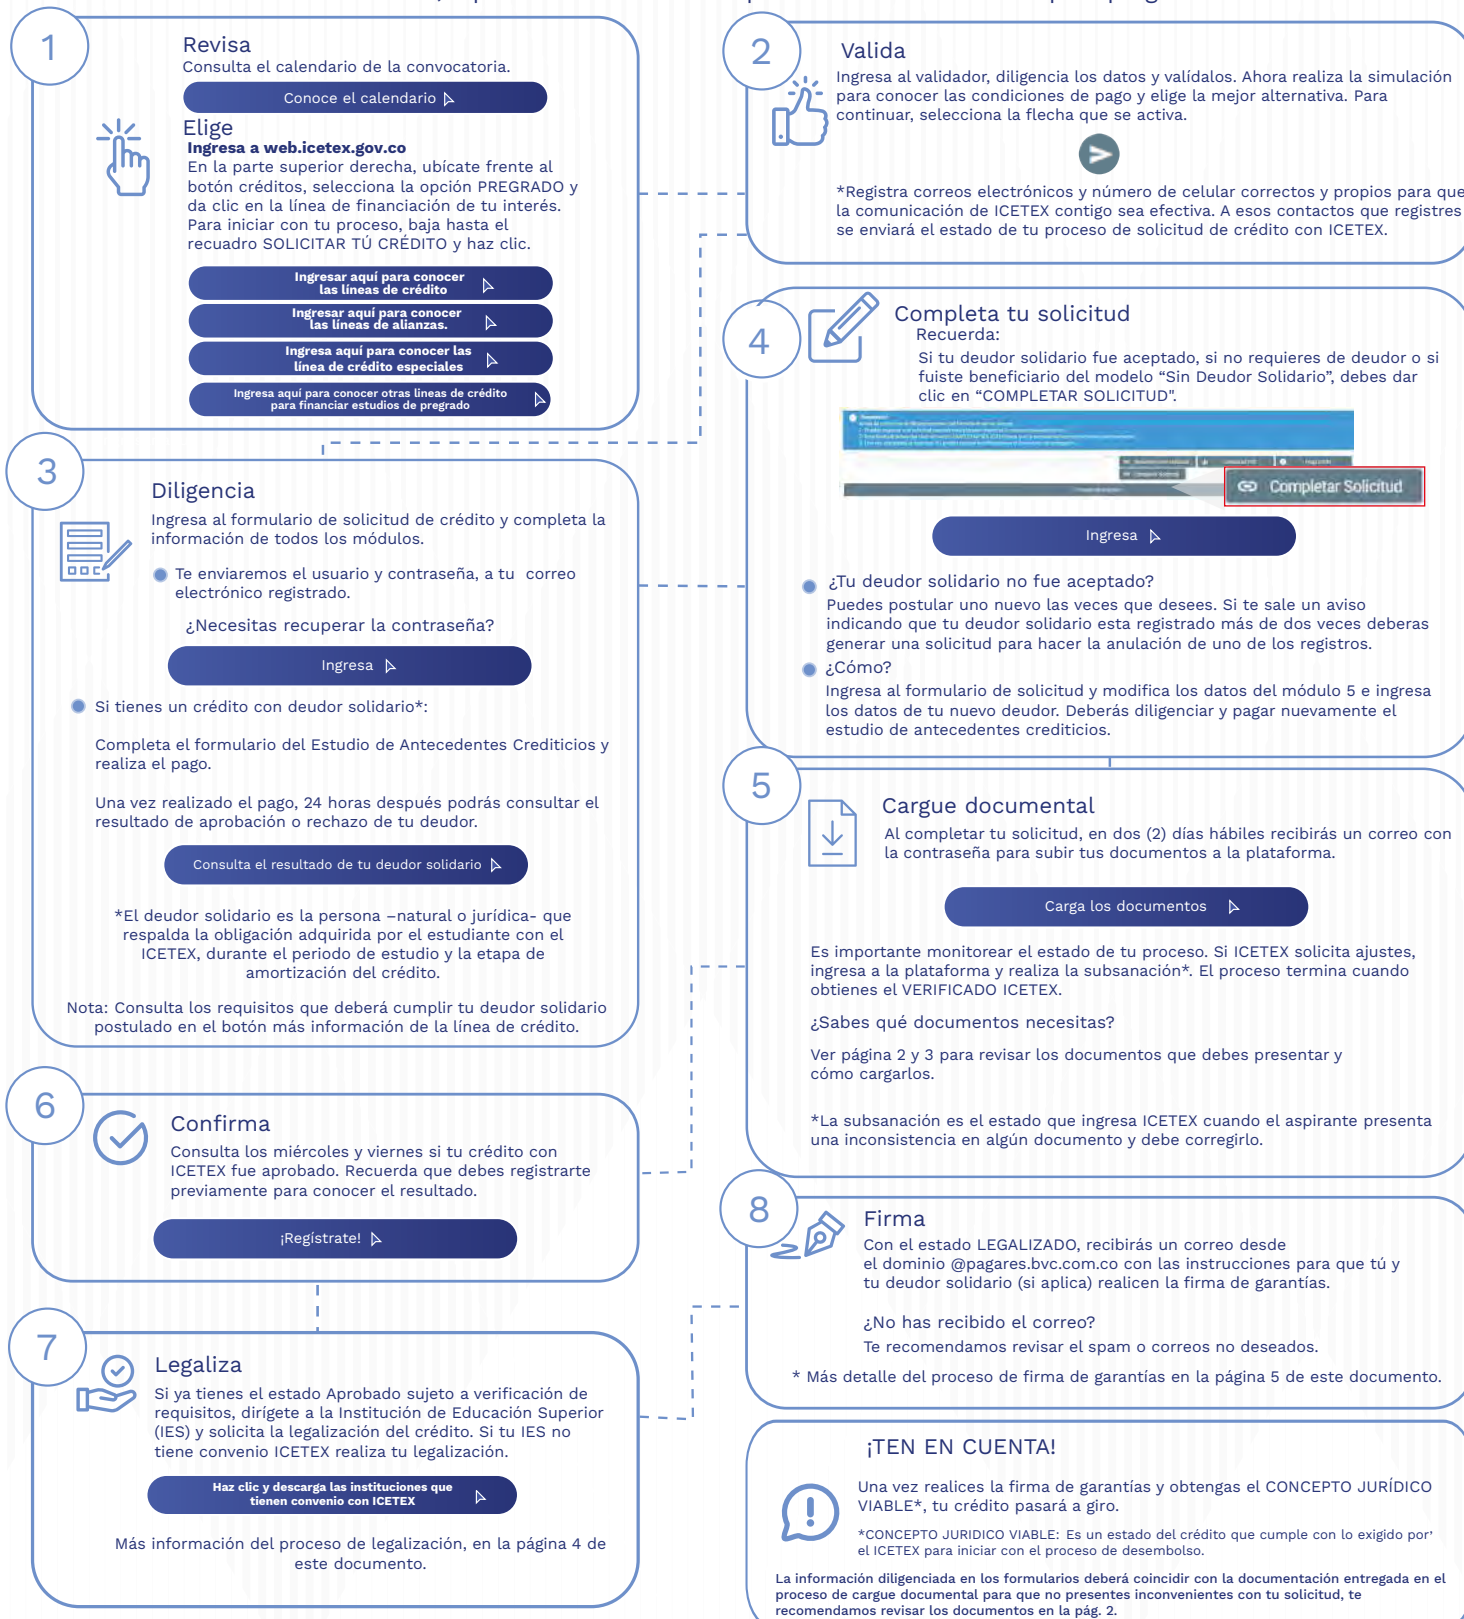 1
Revisa
Consulta el calendario de la convocatoria.
Conoce el calendario
Elige
Ingresa a web.icetex.gov.co
En la parte superior derecha, ubícate frente al
botón créditos, selecciona la opción PREGRADO y
da clic en la línea de financiación de tu interés.
Para iniciar con tu proceso, baja hasta el
recuadro SOLICITAR TÚ CRÉDITO y haz clic.
Ingresar aquí para conocer
las líneas de crédito
Ingresar aquí para conocer
las líneas de alianzas.
Ingresa aquí para conocer las
línea de crédito especiales
Ingresa aquí para conocer otras lineas de crédito
para financiar estudios de pregrado
2
Valida
Ingresa al validador, diligencia los datos y valídalos. Ahora realiza la simulación
para conocer las condiciones de pago y elige la mejor alternativa. Para
continuar, selecciona la flecha que se activa.
*Registra correos electrónicos y número de celular correctos y propios para que
la comunicación de ICETEX contigo sea efectiva. A esos contactos que registres
se enviará el estado de tu proceso de solicitud de crédito con ICETEX.
3
Diligencia
Ingresa al formulario de solicitud de crédito y completa la
información de todos los módulos.
Te enviaremos el usuario y contraseña, a tu correo
electrónico registrado.
¿Necesitas recuperar la contraseña?
Ingresa
Si tienes un crédito con deudor solidario*:
Completa el formulario del Estudio de Antecedentes Crediticios y
realiza el pago.
Una vez realizado el pago, 24 horas después podrás consultar el
resultado de aprobación o rechazo de tu deudor.
Consulta el resultado de tu deudor solidario
*El deudor solidario es la persona –natural o jurídica- que
respalda la obligación adquirida por el estudiante con el
ICETEX, durante el periodo de estudio y la etapa de
amortización del crédito.
Nota: Consulta los requisitos que deberá cumplir tu deudor solidario
postulado en el botón más información de la línea de crédito.
4
Completa tu solicitud
Recuerda:
Si tu deudor solidario fue aceptado, si no requieres de deudor o si
fuiste beneficiario del modelo “Sin Deudor Solidario”, debes dar
clic en “COMPLETAR SOLICITUD".
Completar Solicitud
Ingresa
¿Tu deudor solidario no fue aceptado?
Puedes postular uno nuevo las veces que desees. Si te sale un aviso
indicando que tu deudor solidario esta registrado más de dos veces deberas
generar una solicitud para hacer la anulación de uno de los registros.
¿Cómo?
Ingresa al formulario de solicitud y modifica los datos del módulo 5 e ingresa
los datos de tu nuevo deudor. Deberás diligenciar y pagar nuevamente el
estudio de antecedentes crediticios.
5
Cargue documental
Al completar tu solicitud, en dos (2) días hábiles recibirás un correo con
la contraseña para subir tus documentos a la plataforma.
Carga los documentos
Es importante monitorear el estado de tu proceso. Si ICETEX solicita ajustes,
ingresa a la plataforma y realiza la subsanación*. El proceso termina cuando
obtienes el VERIFICADO ICETEX.
¿Sabes qué documentos necesitas?
Ver página 2 y 3 para revisar los documentos que debes presentar y
cómo cargarlos.
*La subsanación es el estado que ingresa ICETEX cuando el aspirante presenta
una inconsistencia en algún documento y debe corregirlo.
6
Confirma
Consulta los miércoles y viernes si tu crédito con
ICETEX fue aprobado. Recuerda que debes registrarte
previamente para conocer el resultado.
¡Regístrate!
7
Legaliza
Si ya tienes el estado Aprobado sujeto a verificación de
requisitos, dirígete a la Institución de Educación Superior
(IES) y solicita la legalización del crédito. Si tu IES no
tiene convenio ICETEX realiza tu legalización.
Haz clic y descarga las instituciones que
tienen convenio con ICETEX
Más información del proceso de legalización, en la página 4 de
este documento.
8
Firma
Con el estado LEGALIZADO, recibirás un correo desde
el dominio @pagares.bvc.com.co con las instrucciones para que tú y
tu deudor solidario (si aplica) realicen la firma de garantías.
¿No has recibido el correo?
Te recomendamos revisar el spam o correos no deseados.
* Más detalle del proceso de firma de garantías en la página 5 de este documento.
¡TEN EN CUENTA!
Una vez realices la firma de garantías y obtengas el CONCEPTO JURÍDICO
VIABLE*, tu crédito pasará a giro.
*CONCEPTO JURIDICO VIABLE: Es un estado del crédito que cumple con lo exigido por’
el ICETEX para iniciar con el proceso de desembolso.
La información diligenciada en los formularios deberá coincidir con la documentación entregada en el
proceso de cargue documental para que no presentes inconvenientes con tu solicitud, te
recomendamos revisar los documentos en la pág. 2.